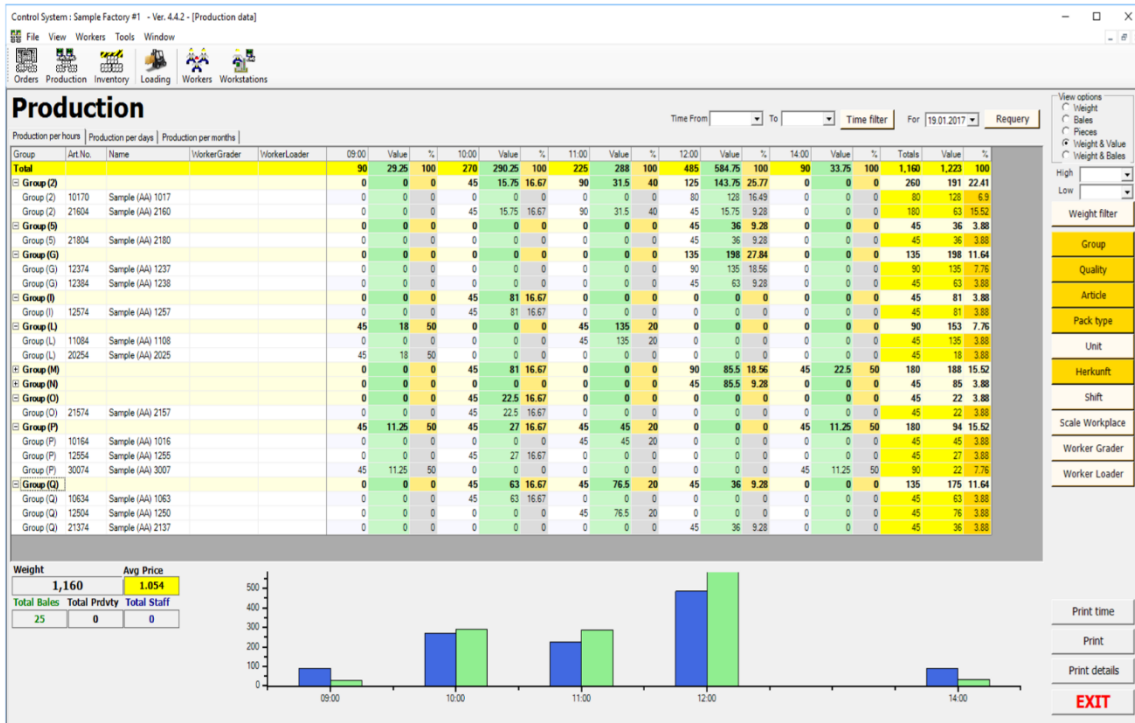 Control System : Sample Factory #1 - Ver. 4.4.2 - [Production data]
File View Workers Tools Window
Orders Production Inventory Loading Workers Workstations
Production
Time From To Time filter For 19.01.2017 Requery
Production per hours Production per days Production per months
Group Art.No. Name WorkerGrader WorkerLoader 09:00 Value % 10:00 Value % 11:00 Value % 12:00 Value % 14:00 Value % Totals Value %
Total 90 29.25 100 270 290.25 100 225 288 100 485 584.75 100 90 33.75 100 1,160 1,223 100
Group (2) 0 0 0 45 15.75 16.67 90 31.5 40 125 143.75 25.77 0 0 0 260 191 22.41
Group (2) 10170 Sample (AA) 1017 0 0 0 0 0 0 0 0 0 80 128 16.49 0 0 0 80 128 6.9
Group (2) 21604 Sample (AA) 2160 0 0 0 45 15.75 16.67 90 31.5 40 45 15.75 9.28 0 0 0 180 63 15.52
Group (5) 0 0 0 0 0 0 0 0 0 45 36 9.28 0 0 0 45 36 3.88
Group (5) 21804 Sample (AA) 2180 0 0 0 0 0 0 0 0 0 45 36 9.28 0 0 0 45 36 3.88
Group (G) 0 0 0 0 0 0 0 0 0 135 198 27.84 0 0 0 135 198 11.64
Group (G) 12374 Sample (AA) 1237 0 0 0 0 0 0 0 0 0 90 135 18.56 0 0 0 90 135 7.76
Group (G) 12384 Sample (AA) 1238 0 0 0 0 0 0 0 0 0 45 63 9.28 0 0 0 45 63 3.88
Group (I) 0 0 0 45 81 16.67 0 0 0 0 0 0 0 0 0 45 81 3.88
Group (I) 12574 Sample (AA) 1257 0 0 0 45 81 16.67 0 0 0 0 0 0 0 0 0 45 81 3.88
Group (L) 45 18 50 0 0 0 45 135 20 0 0 0 0 0 0 90 153 7.76
Group (L) 11084 Sample (AA) 1108 0 0 0 0 0 0 45 135 20 0 0 0 0 0 0 45 135 3.88
Group (L) 20254 Sample (AA) 2025 45 18 50 0 0 0 0 0 0 0 0 0 0 0 0 45 18 3.88
Group (M) 0 0 0 45 81 16.67 0 0 0 90 85.5 18.56 45 22.5 50 180 188 15.52
Group (N) 0 0 0 0 0 0 0 0 0 45 85.5 9.28 0 0 0 45 85 3.88
Group (O) 0 0 0 45 22.5 16.67 0 0 0 0 0 0 0 0 0 45 22 3.88
Group (O) 21574 Sample (AA) 2157 0 0 0 45 22.5 16.67 0 0 0 0 0 0 0 0 0 45 22 3.88
Group (P) 45 11.25 50 45 27 16.67 45 45 20 0 0 0 45 11.25 50 180 94 15.52
Group (P) 10164 Sample (AA) 1016 0 0 0 0 0 0 45 45 20 0 0 0 0 0 0 45 45 3.88
Group (P) 12554 Sample (AA) 1255 0 0 0 45 27 16.67 0 0 0 0 0 0 0 0 0 45 27 3.88
Group (P) 30074 Sample (AA) 3007 45 11.25 50 0 0 0 0 0 0 0 0 0 45 11.25 50 90 22 7.76
Group (Q) 0 0 0 45 63 16.67 45 76.5 20 45 36 9.28 0 0 0 135 175 11.64
Group (Q) 10634 Sample (AA) 1063 0 0 0 45 63 16.67 0 0 0 0 0 0 0 0 0 45 63 3.88
Group (Q) 12504 Sample (AA) 1250 0 0 0 0 0 0 45 76.5 20 0 0 0 0 0 0 45 76 3.88
Group (Q) 21374 Sample (AA) 2137 0 0 0 0 0 0 0 0 0 45 36 9.28 0 0 0 45 36 3.88
View options
Weight
Bales
Pieces
Weight & Value
Weight & Bales
High
Low
Weight filter
Group
Quality
Article
Pack type
Unit
Herkunft
Shift
Scale Workplace
Worker Grader
Worker Loader
Weight Avg Price
1,160 1.054
Total Bales Total Prdvty Total Staff
25 0 0
500
400
300
200
100
0
09:00 10:00 11:00 12:00 14:00
Print time
Print
Print details
EXIT